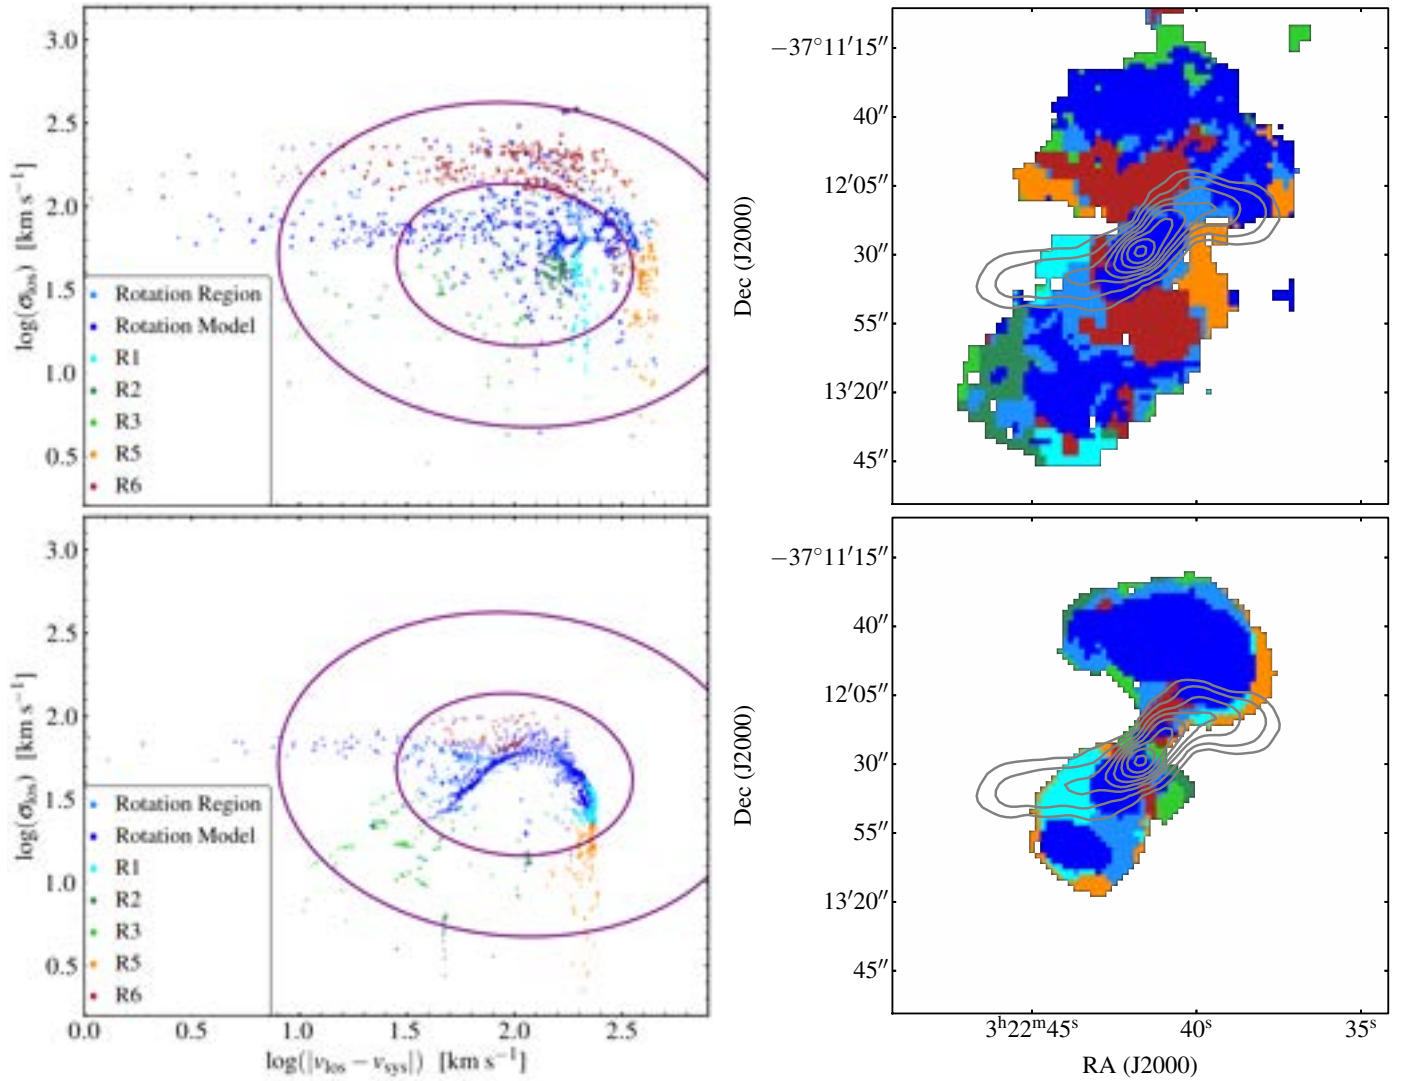 3.0
2.5
2.0
1.5
1.0
0.5
log(σlos) [km s⁻¹]
Rotation Region
Rotation Model
R1
R2
R3
R5
R6
−37°11′15″
40″
12′05″
30″
55″
13′20″
45″
Dec (J2000)
3.0
2.5
2.0
1.5
1.0
0.5
log(σlos) [km s⁻¹]
Rotation Region
Rotation Model
R1
R2
R3
R5
R6
0.0 0.5 1.0 1.5 2.0 2.5
log(|vlos − vsys|) [km s⁻¹]
−37°11′15″
40″
12′05″
30″
55″
13′20″
45″
Dec (J2000)
3ʰ22ᵐ45ˢ 40ˢ 35ˢ
RA (J2000)